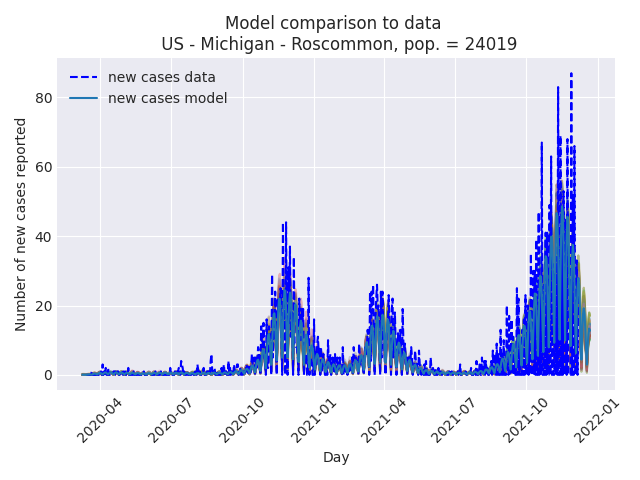 Model comparison to data
US - Michigan - Roscommon, pop. = 24019
new cases data
new cases model
Number of new cases reported
80
60
40
20
0
2020-04
2020-07
2020-10
2021-01
2021-04
2021-07
2021-10
2022-01
Day